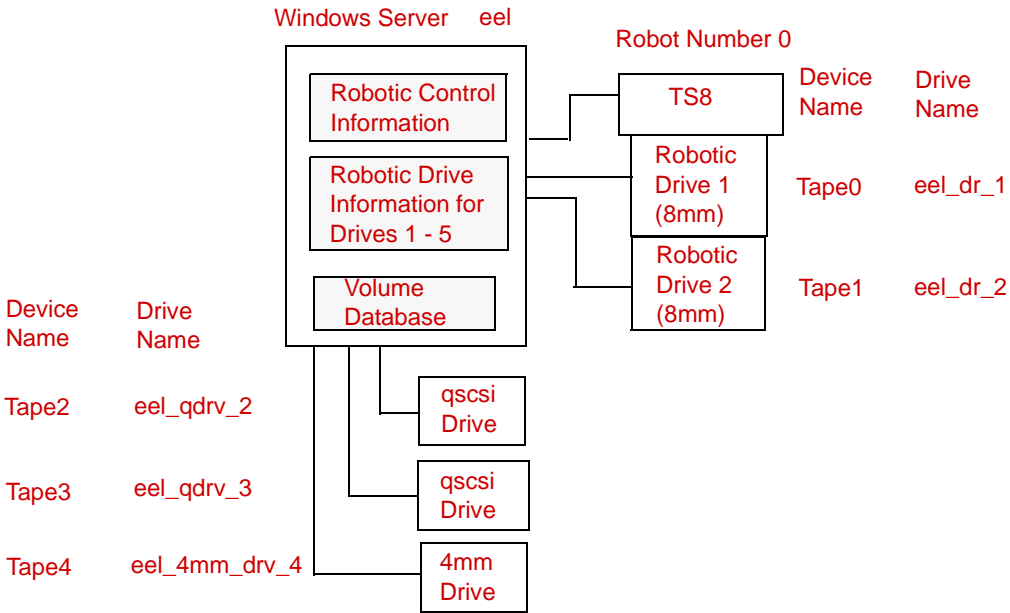 Windows Server eel
Robotic Control
Information
Robotic Drive
Information for
Drives 1 - 5
Volume
Database
Robot Number 0
TS8
Device
Name
Drive
Name
Robotic
Drive 1
(8mm)
Tape0
eel_dr_1
Robotic
Drive 2
(8mm)
Tape1
eel_dr_2
Device
Name
Drive
Name
Tape2
eel_qdrv_2
qscsi
Drive
Tape3
eel_qdrv_3
qscsi
Drive
Tape4
eel_4mm_drv_4
4mm
Drive